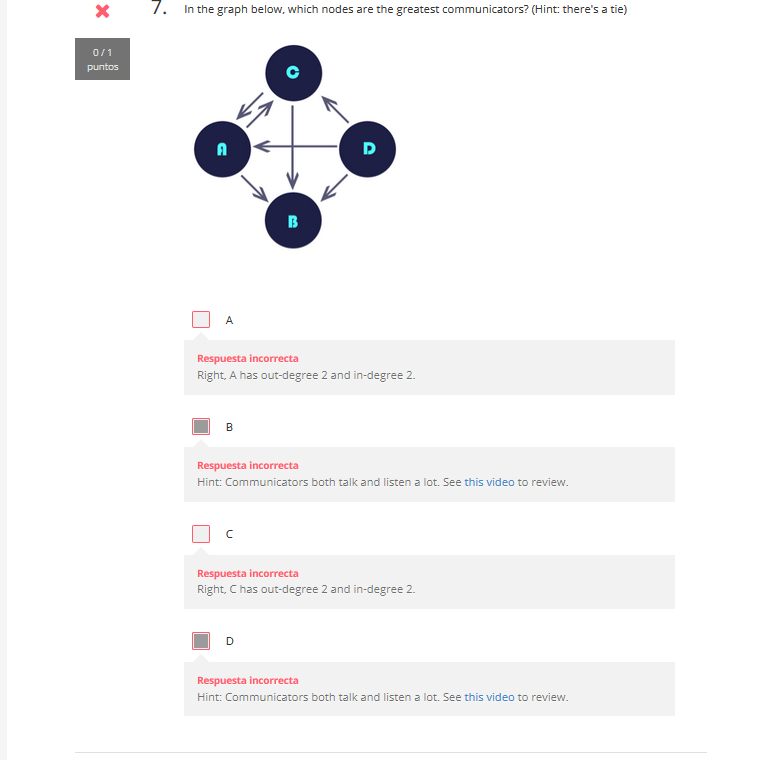 7. In the graph below, which nodes are the greatest communicators? (Hint: there's a tie)
0 / 1
puntos
C
A
D
B
A
Respuesta incorrecta
Right, A has out-degree 2 and in-degree 2.
B
Respuesta incorrecta
Hint: Communicators both talk and listen a lot. See this video to review.
C
Respuesta incorrecta
Right, C has out-degree 2 and in-degree 2.
D
Respuesta incorrecta
Hint: Communicators both talk and listen a lot. See this video to review.